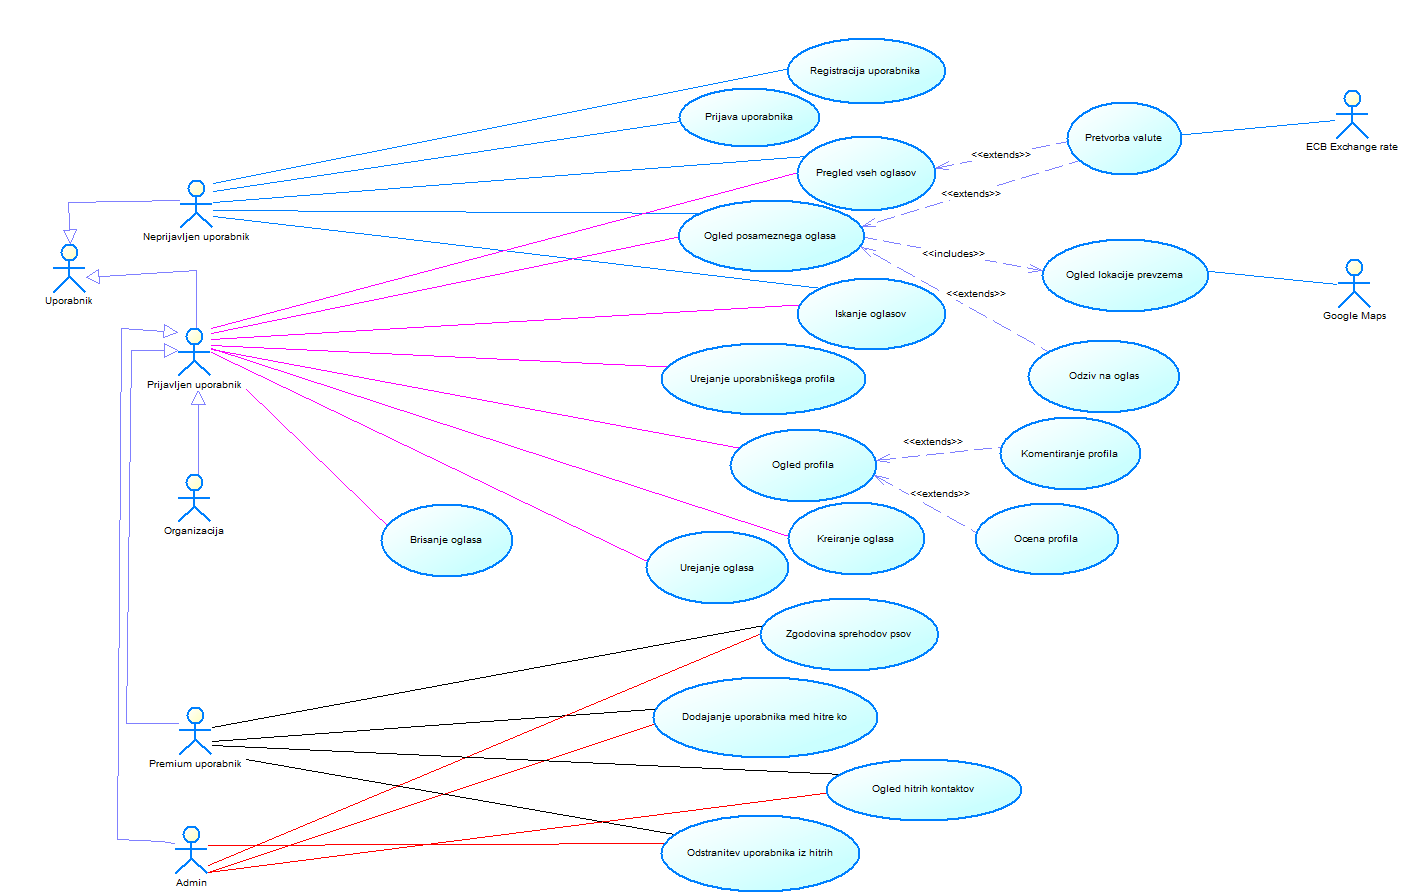 Registracija uporabnika
Prijava uporabnika
Pretvorba valute
ECB Exchange rate
<<extends>>
Pregled vseh oglasov
<<extends>>
Neprijavljen uporabnik
Ogled posameznega oglasa
<<includes>>
Ogled lokacije prevzema
Uporabnik
<<extends>>
Google Maps
Iskanje oglasov
Prijavljen uporabnik
Urejanje uporabniškega profila
Odziv na oglas
<<extends>>
Komentiranje profila
Ogled profila
<<extends>>
Organizacija
Brisanje oglasa
Kreiranje oglasa
Ocena profila
Urejanje oglasa
Zgodovina sprehodov psov
Dodajanje uporabnika med hitre ko
Premium uporabnik
Ogled hitrih kontaktov
Odstranitev uporabnika iz hitrih
Admin